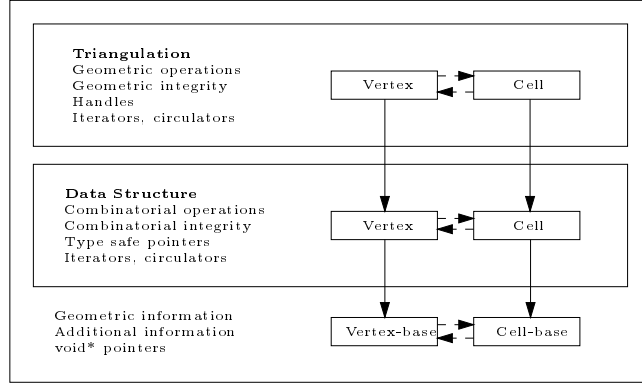 Triangulation
Geometric operations
Geometric integrity
Handles
Iterators, circulators
Vertex
Cell
Data Structure
Combinatorial operations
Combinatorial integrity
Type safe pointers
Iterators, circulators
Vertex
Cell
Geometric information
Additional information
void* pointers
Vertex-base
Cell-base